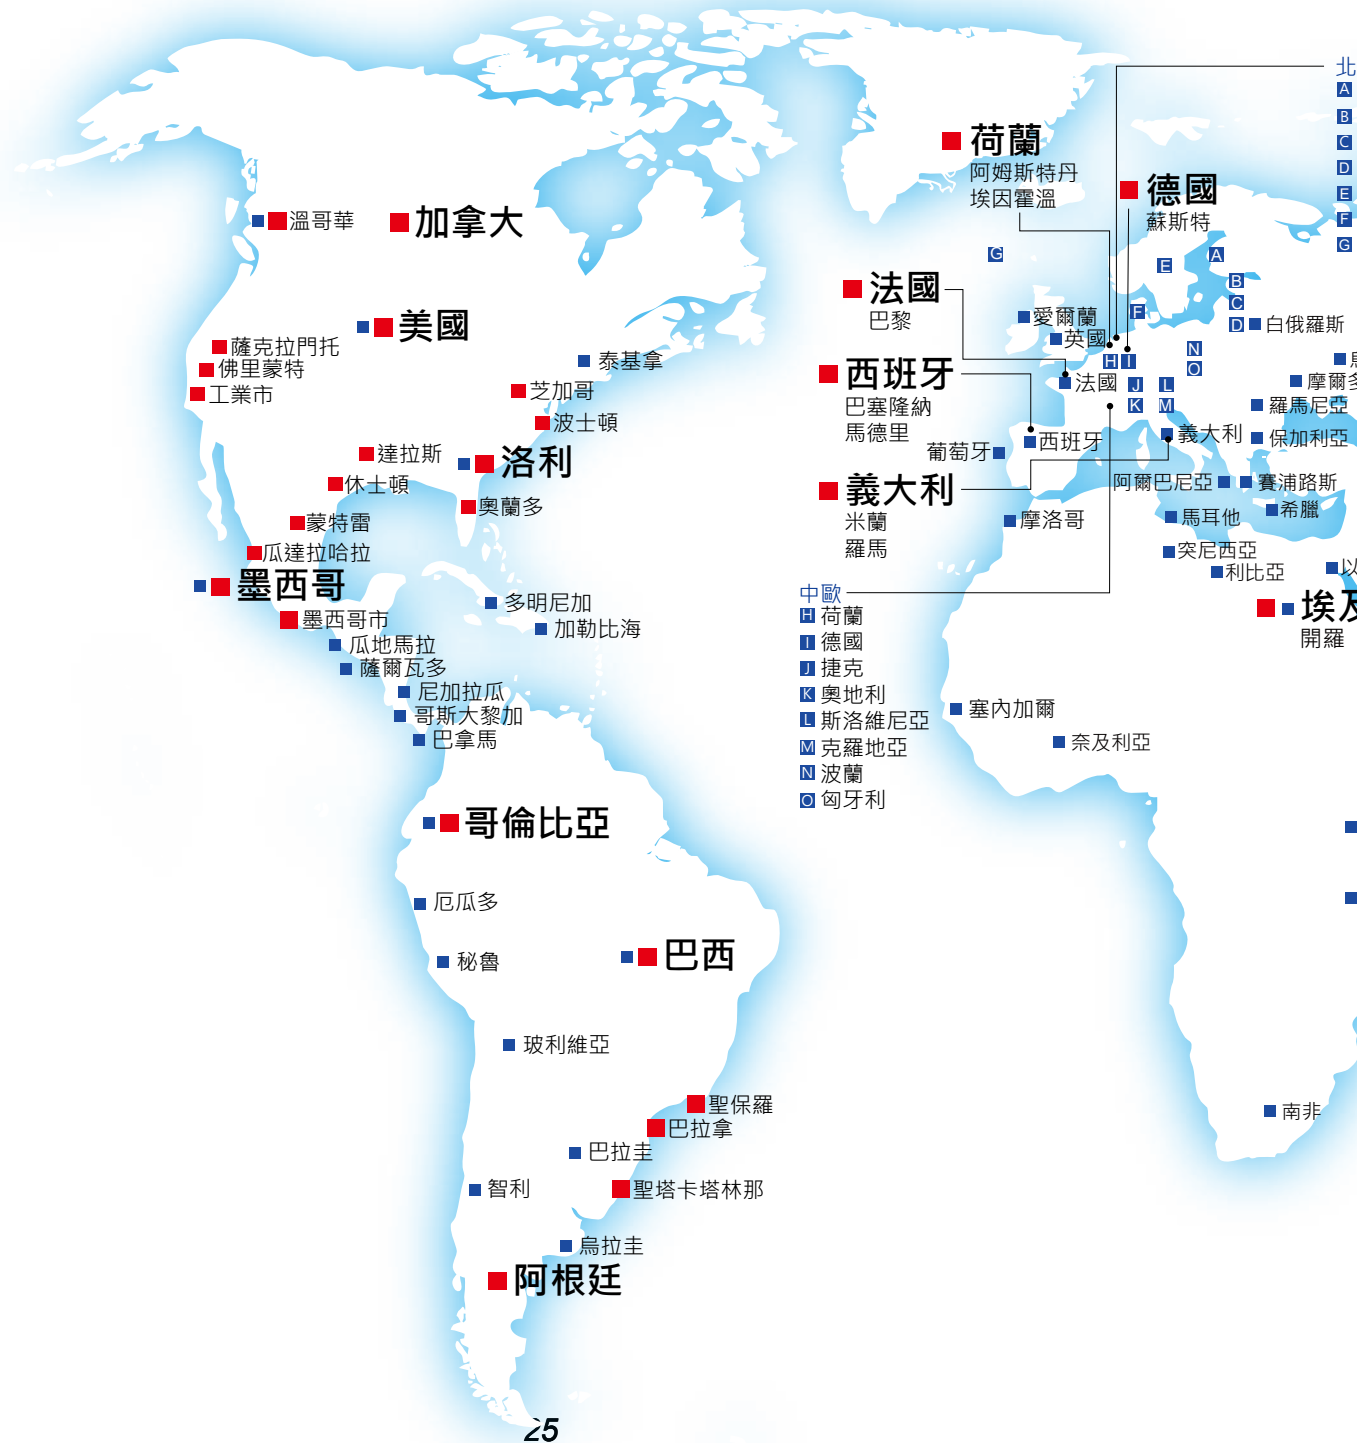 溫哥華
加拿大
美國
薩克拉門托
佛里蒙特
工業市
泰基拿
芝加哥
波士頓
達拉斯
洛利
休士頓
奧蘭多
蒙特雷
瓜達拉哈拉
墨西哥
墨西哥市
瓜地馬拉
薩爾瓦多
尼加拉瓜
哥斯大黎加
巴拿馬
多明尼加
加勒比海
哥倫比亞
厄瓜多
秘魯
巴西
玻利維亞
聖保羅
巴拉拿
巴拉圭
智利
聖塔卡塔林那
烏拉圭
阿根廷
25
荷蘭
阿姆斯特丹
埃因霍溫
德國
蘇斯特
法國
巴黎
西班牙
巴塞隆納
馬德里
義大利
米蘭
羅馬
中歐
H 荷蘭
I 德國
J 捷克
K 奧地利
L 斯洛維尼亞
M 克羅地亞
N 波蘭
O 匈牙利
北
A
B
C
D
E
F
G
G
E
A
B
C
D
F
愛爾蘭
英國
白俄羅斯
H
I
N
O
法國
J
K
L
M
摩爾多
羅馬尼亞
西班牙
葡萄牙
義大利
保加利亞
阿爾巴尼亞
賽浦路斯
希臘
摩洛哥
馬耳他
突尼西亞
利比亞
以
埃及
開羅
塞內加爾
奈及利亞
南非